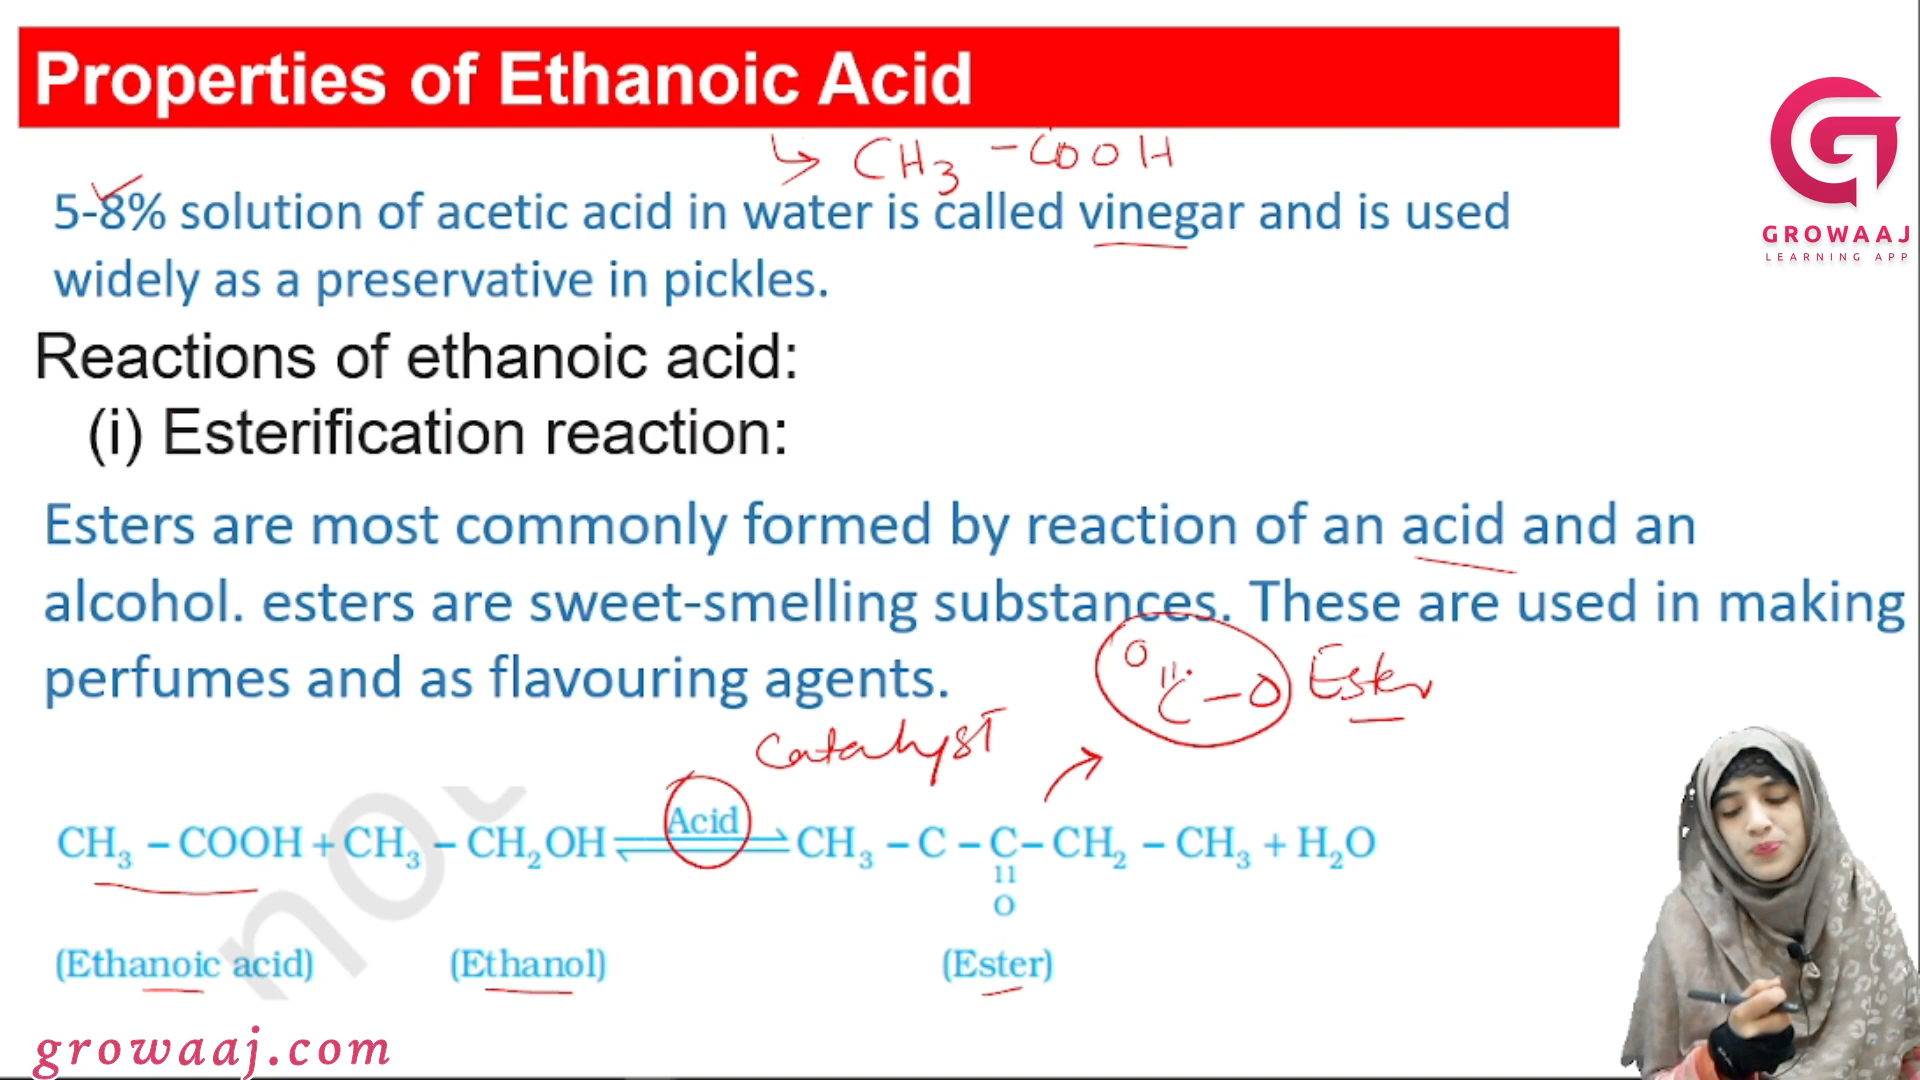 Properties of Ethanoic Acid
GROWAAJ
LEARNING APP
CH3 - COOH
5-8% solution of acetic acid in water is called vinegar and is used
widely as a preservative in pickles.
Reactions of ethanoic acid:
(i) Esterification reaction:
Esters are most commonly formed by reaction of an acid and an
alcohol. esters are sweet-smelling substances. These are used in making
perfumes and as flavouring agents.
O
C - O Ester
Catalyst
Acid
CH₃ – COOH + CH₃ – CH₂OH ⇌ CH₃ – C – C – CH₂ – CH₃ + H₂O
O
(Ethanoic acid) (Ethanol) (Ester)
growaaj.com